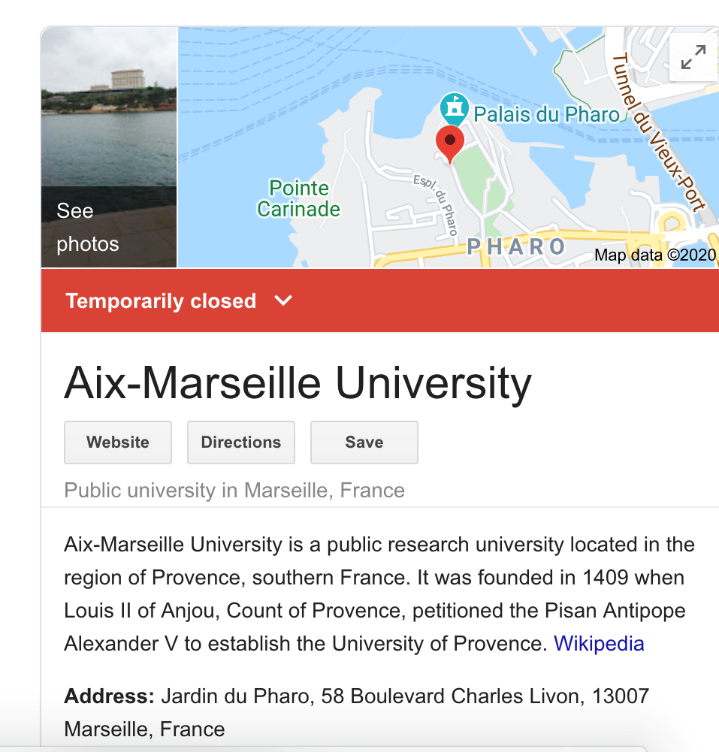 See
photos
Tunnel du Vieux-Port
Palais du Pharo
Pointe
Carinade
Espl. du Pharo
PHARO
Map data ©2020
Temporarily closed
Aix-Marseille University
Website Directions Save
Public university in Marseille, France
Aix-Marseille University is a public research university located in the
region of Provence, southern France. It was founded in 1409 when
Louis II of Anjou, Count of Provence, petitioned the Pisan Antipope
Alexander V to establish the University of Provence. Wikipedia
Address: Jardin du Pharo, 58 Boulevard Charles Livon, 13007
Marseille, France